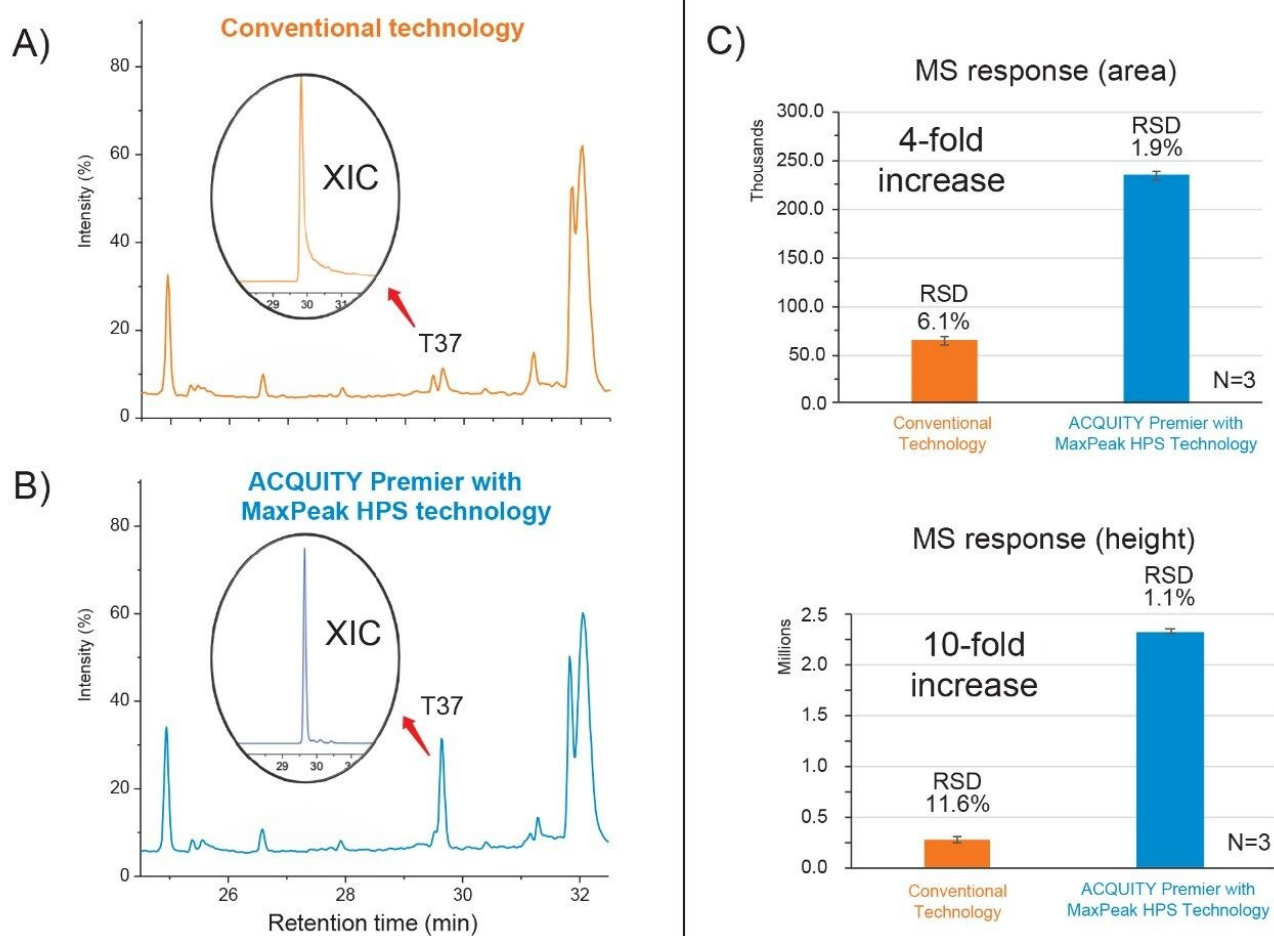 A)
Conventional technology
Intensity (%)
80
60
40
20
0
XIC
29 30 31
T37
B)
ACQUITY Premier with
MaxPeak HPS technology
Intensity (%)
80
60
40
20
0
XIC
29 30 3
T37
26 28 30 32
Retention time (min)
C)
MS response (area)
Thousands
300.0
250.0
200.0
150.0
100.0
50.0
0.0
4-fold
increase
RSD
6.1%
RSD
1.9%
N=3
Conventional
Technology
ACQUITY Premier with
MaxPeak HPS Technology
MS response (height)
Millions
2.5
2.0
1.5
1.0
0.5
0.0
10-fold
increase
RSD
11.6%
RSD
1.1%
N=3
Conventional
Technology
ACQUITY Premier with
MaxPeak HPS Technology